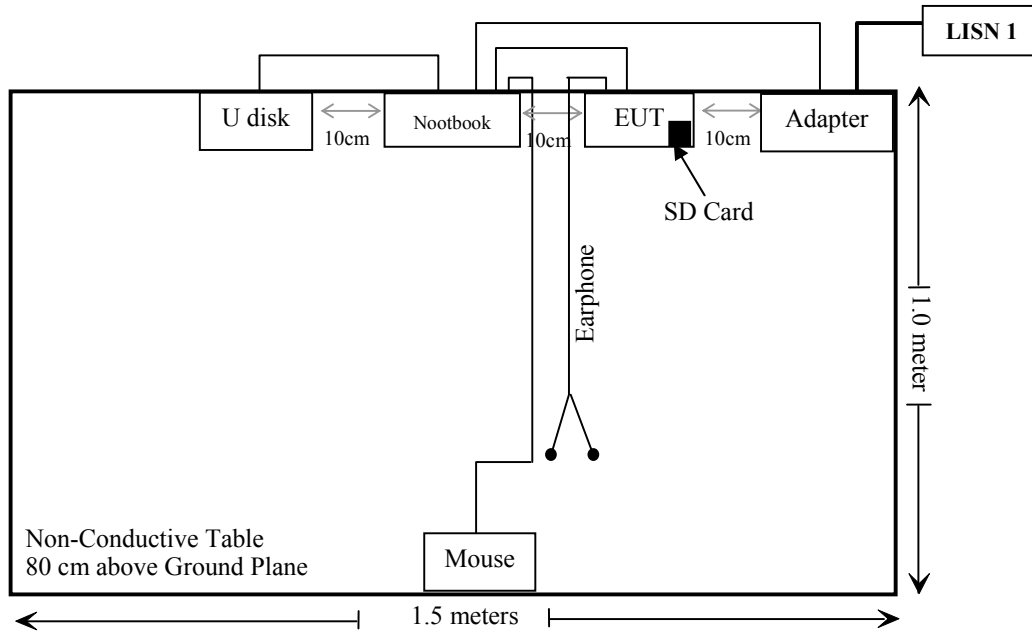 LISN 1
U disk
Nootbook
EUT
Adapter
10cm
10cm
10cm
SD Card
Earphone
1.0 meter
Non-Conductive Table
80 cm above Ground Plane
Mouse
1.5 meters